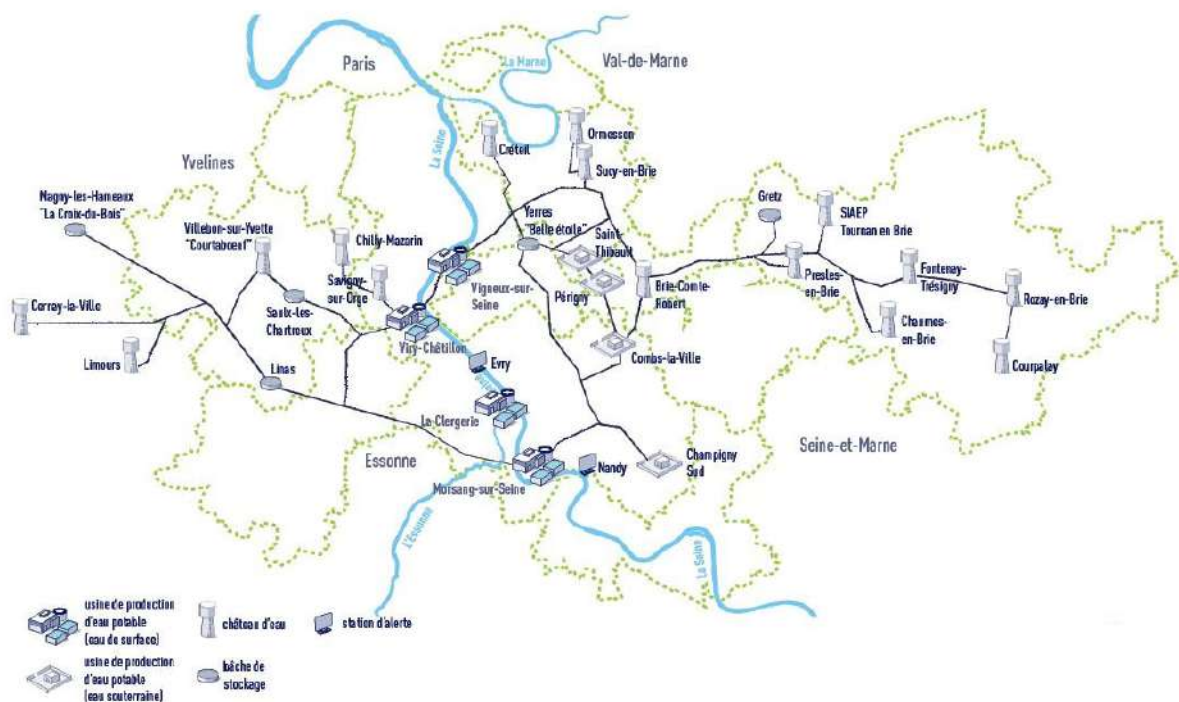 Paris
La Marne
Val-de-Marne
Ormesson
Créteil
La Seine
Sucy-en-Brie
Yvelines
Magny-les-Hameaux
"La Croix-du-Bois"
Villebon-sur-Yvette
"Courtabœuf"
Chilly-Mazarin
Yerres
"Belle étoile"
Saint-
Thibault
Gretz
SIAEP
Tournan en Brie
Savigny-
sur-Orge
Vigneux-sur-
Seine
Périgny
Brie-Comte-
Robert
Presles-
en-Brie
Fontenay-
Trésigny
Rozay-en-Brie
Cernay-la-Ville
Saulx-les-
Chartreux
Viry-Châtillon
Chaumes-
en-Brie
Limours
Linas
Evry
Combs-la-Ville
Courpalay
La Clergerie
Essonne
Seine-et-Marne
Morsang-sur-Seine
Nandy
Champigny
Sud
L'Essonne
La Seine
usine de production
d'eau potable
(eau de surface)
château d'eau
station d'alerte
usine de production
d'eau potable
(eau souterraine)
bâche de
stockage